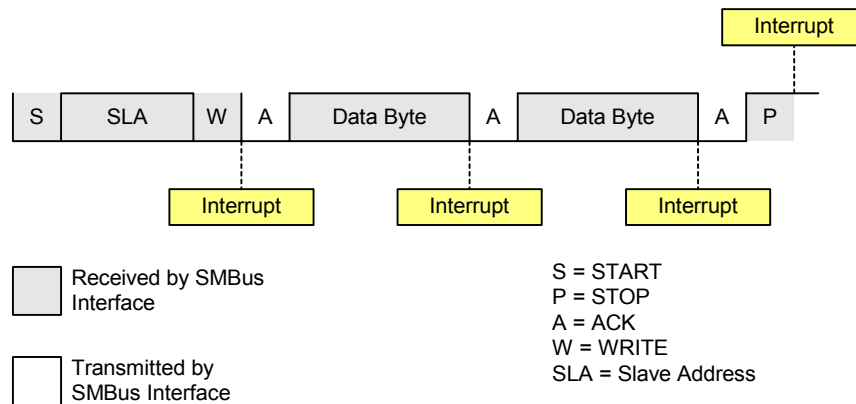 Interrupt
S SLA W A Data Byte A Data Byte A P
Interrupt Interrupt Interrupt
Received by SMBus
Interface
Transmitted by
SMBus Interface
S = START
P = STOP
A = ACK
W = WRITE
SLA = Slave Address